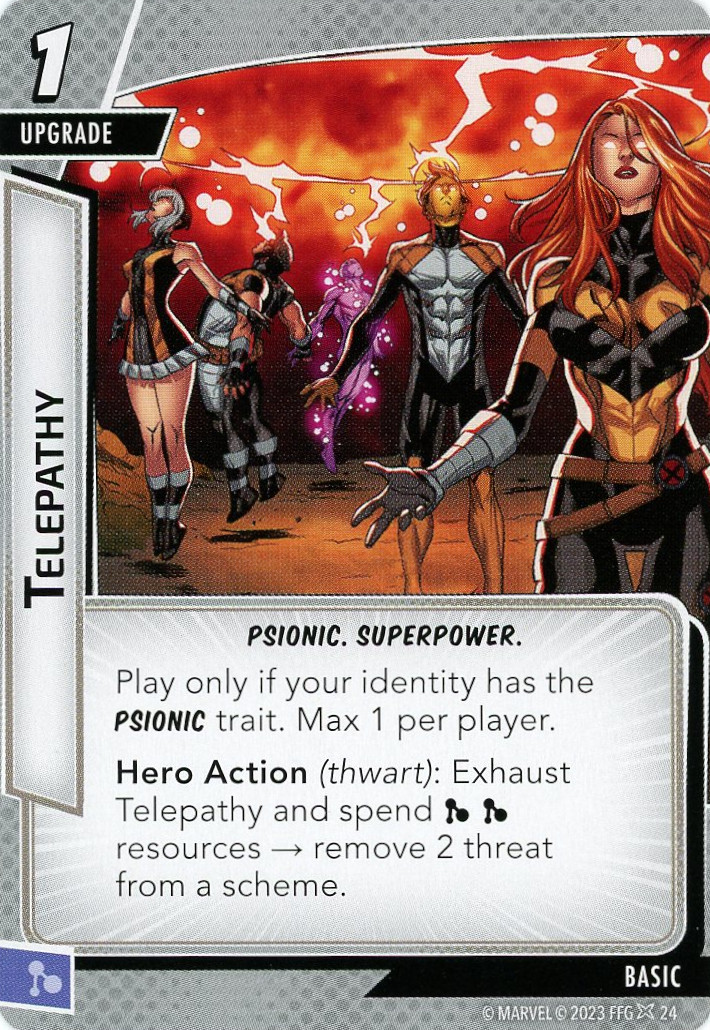 1
UPGRADE
TELEPATHY
PSIONIC. SUPERPOWER.
Play only if your identity has the
PSIONIC trait. Max 1 per player.
Hero Action (thwart): Exhaust
Telepathy and spend
resources → remove 2 threat
from a scheme.
BASIC
© MARVEL © 2023 FFG 24